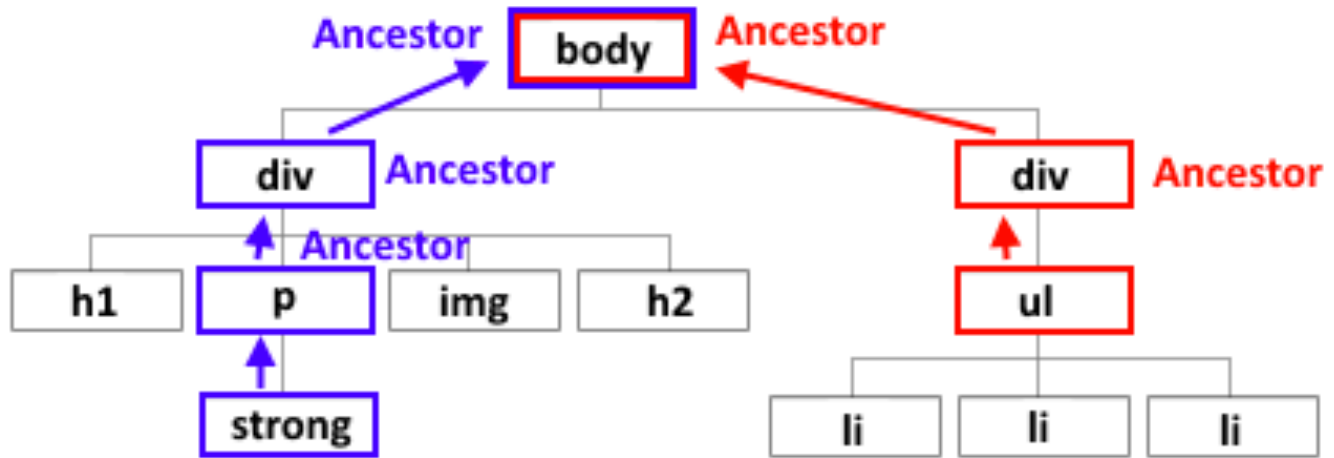 Ancestor body Ancestor
div Ancestor div Ancestor
Ancestor
h1 p img h2 ul
strong li li li